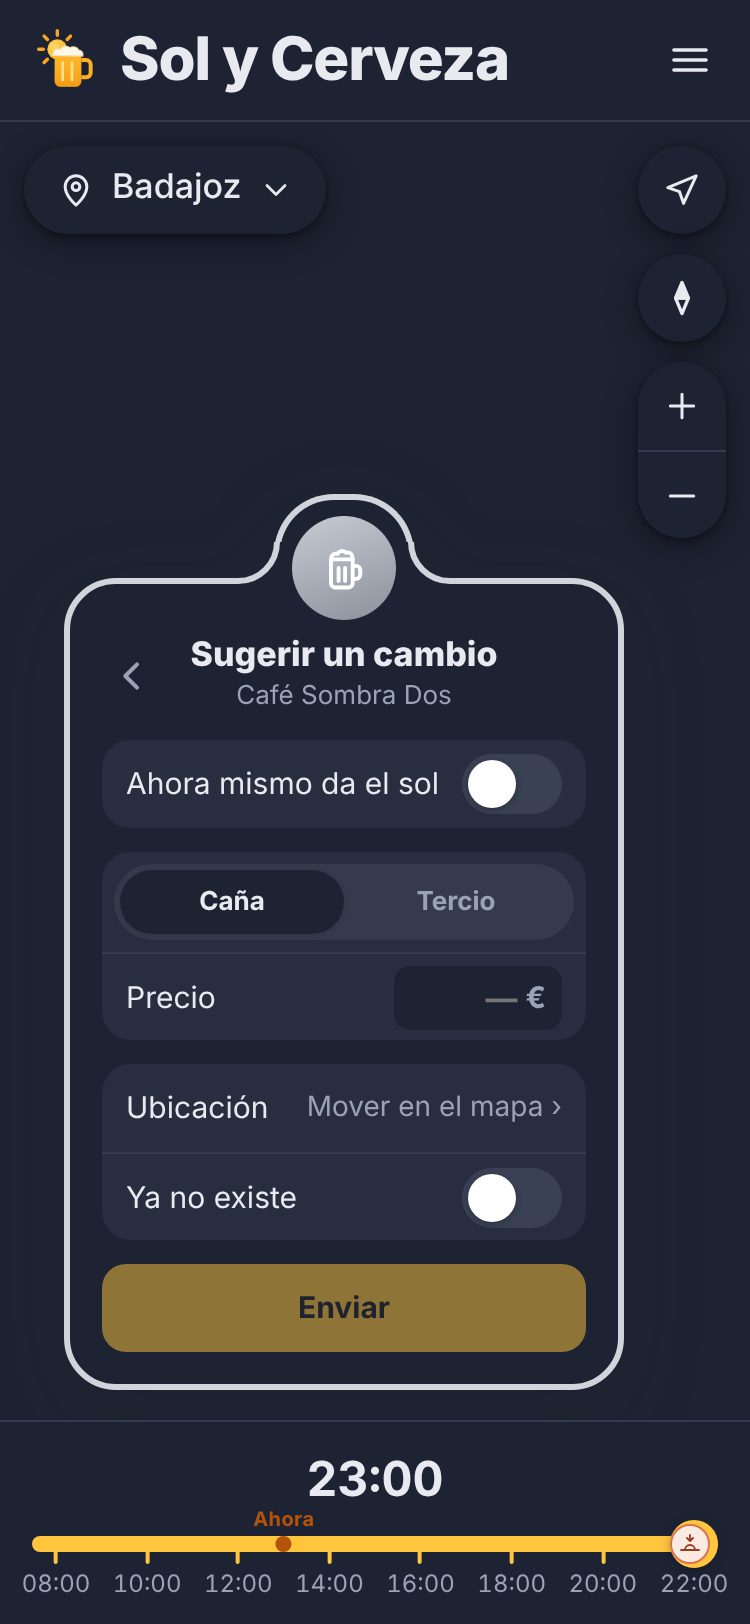 Sol y Cerveza
Badajoz
Sugerir un cambio
Café Sombra Dos
Ahora mismo da el sol
Caña Tercio
Precio — €
Ubicación Mover en el mapa ›
Ya no existe
Enviar
23:00
Ahora
08:00 10:00 12:00 14:00 16:00 18:00 20:00 22:00